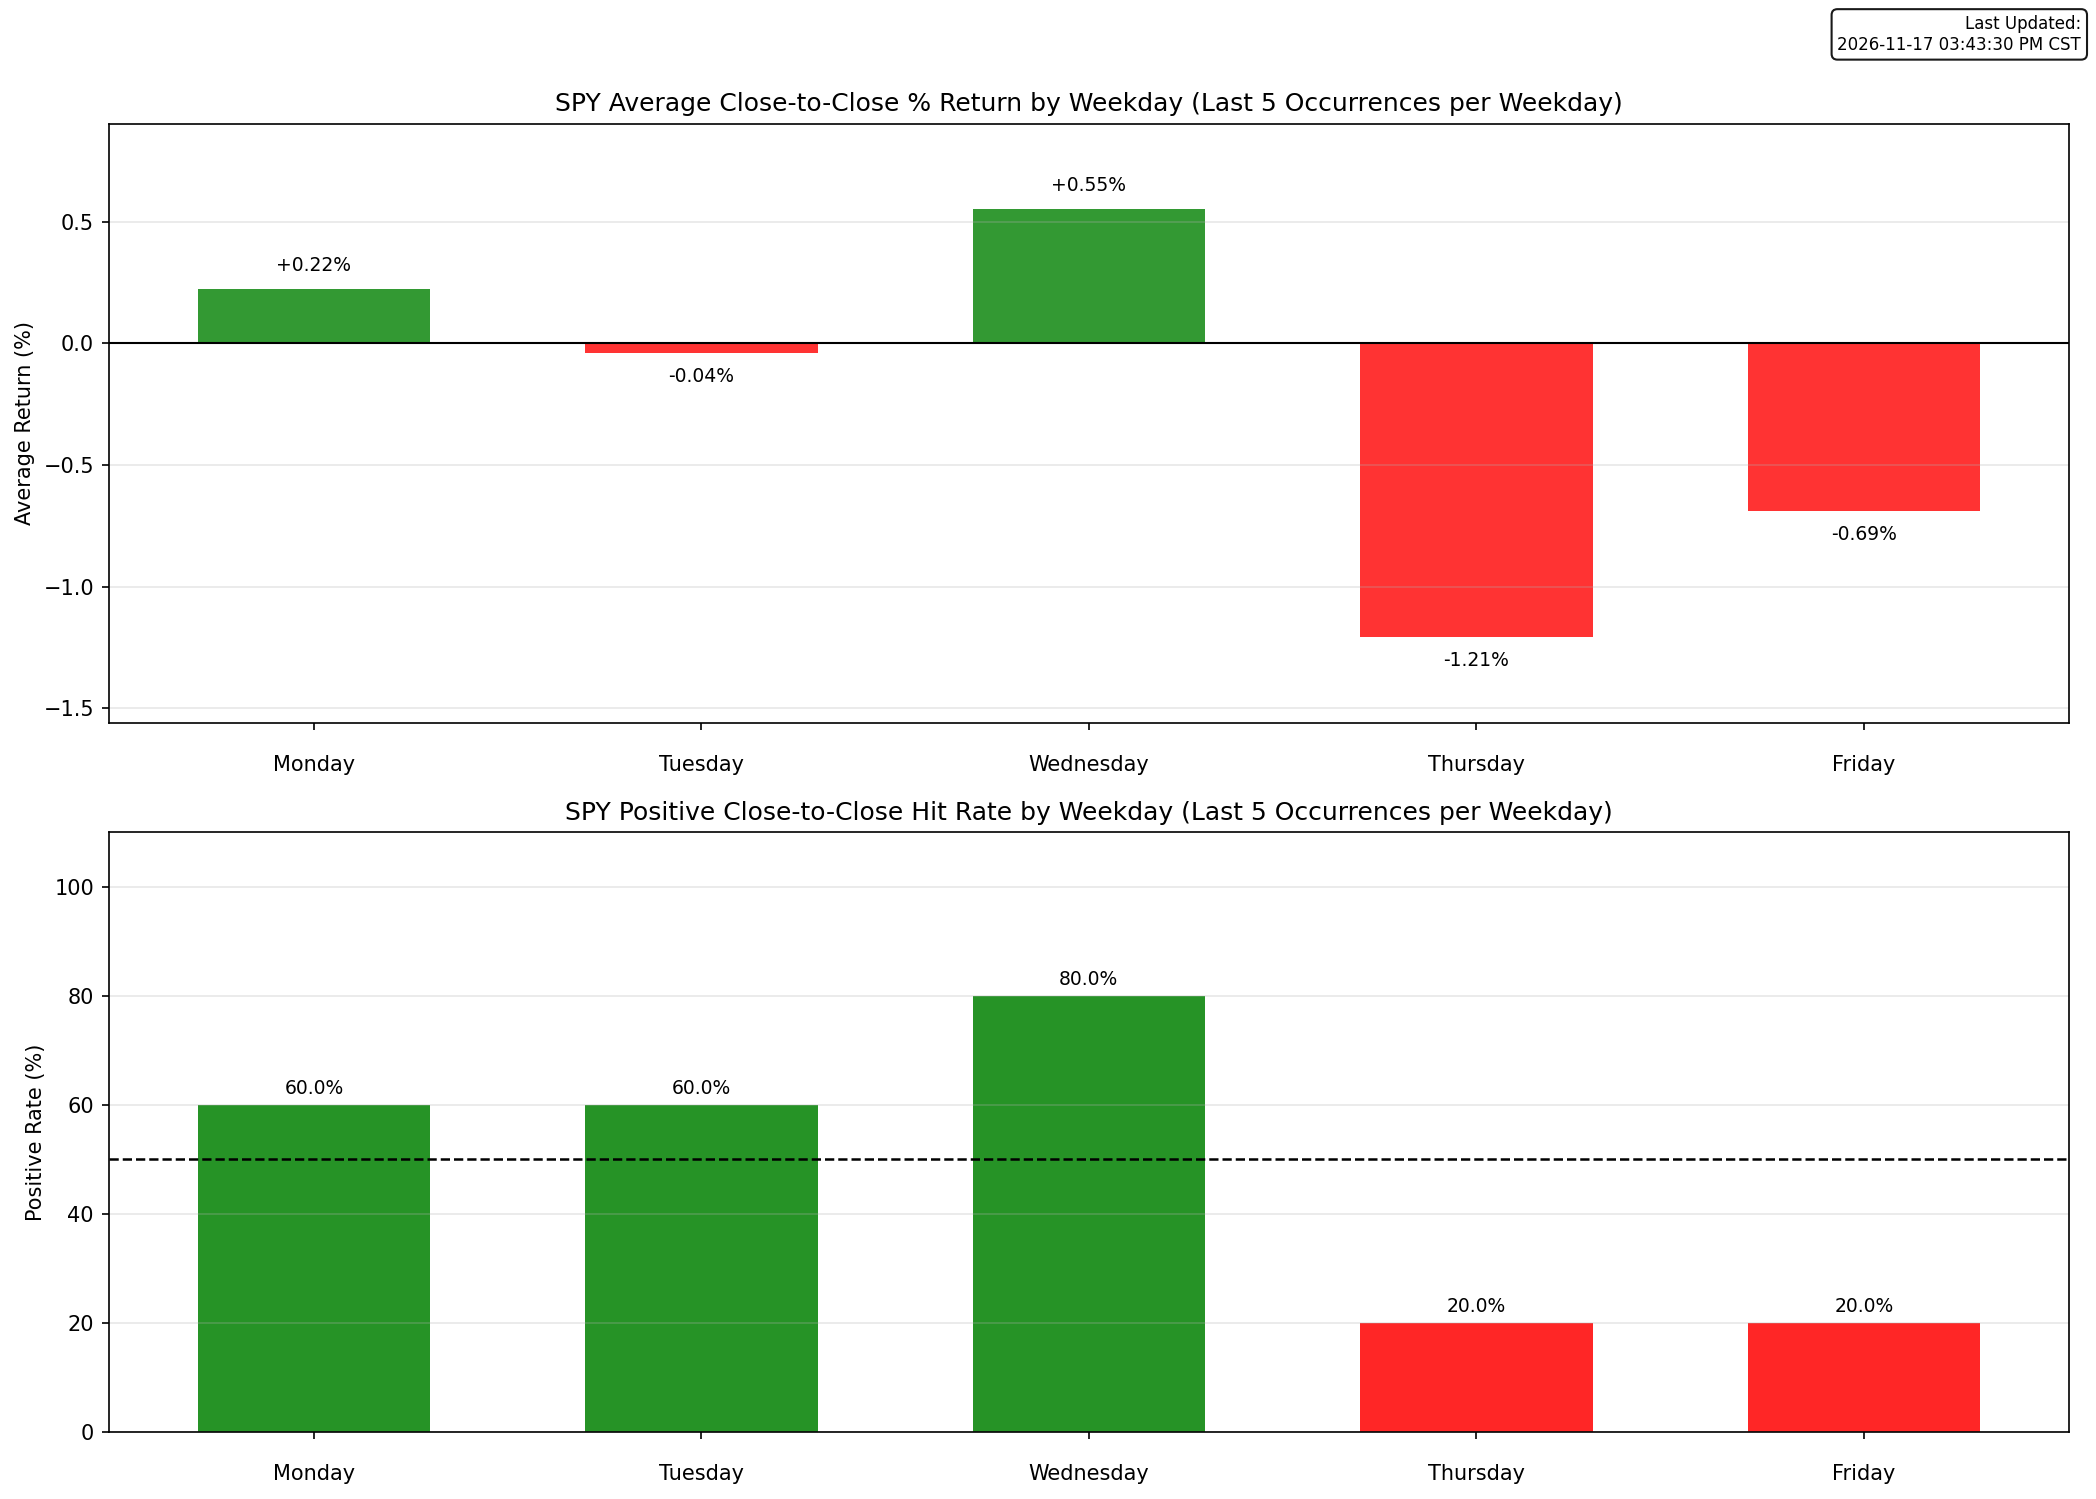 Last Updated:
2026-11-17 03:43:30 PM CST
SPY Average Close-to-Close % Return by Weekday (Last 5 Occurrences per Weekday)
Average Return (%)
0.5
0.0
−0.5
−1.0
−1.5
+0.22%
-0.04%
+0.55%
-1.21%
-0.69%
Monday
Tuesday
Wednesday
Thursday
Friday
SPY Positive Close-to-Close Hit Rate by Weekday (Last 5 Occurrences per Weekday)
Positive Rate (%)
100
80
60
40
20
0
60.0%
60.0%
80.0%
20.0%
20.0%
Monday
Tuesday
Wednesday
Thursday
Friday